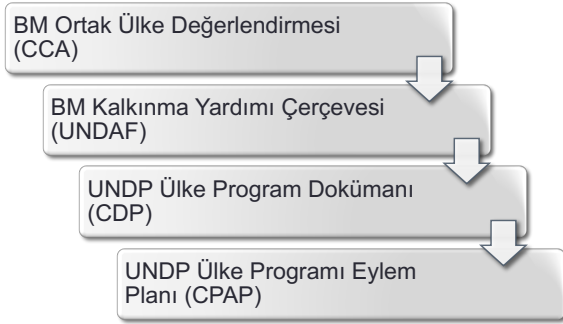 BM Ortak Ülke Değerlendirmesi
(CCA)
BM Kalkınma Yardımı Çerçevesi
(UNDAF)
UNDP Ülke Program Dokümanı
(CDP)
UNDP Ülke Programı Eylem
Planı (CPAP)